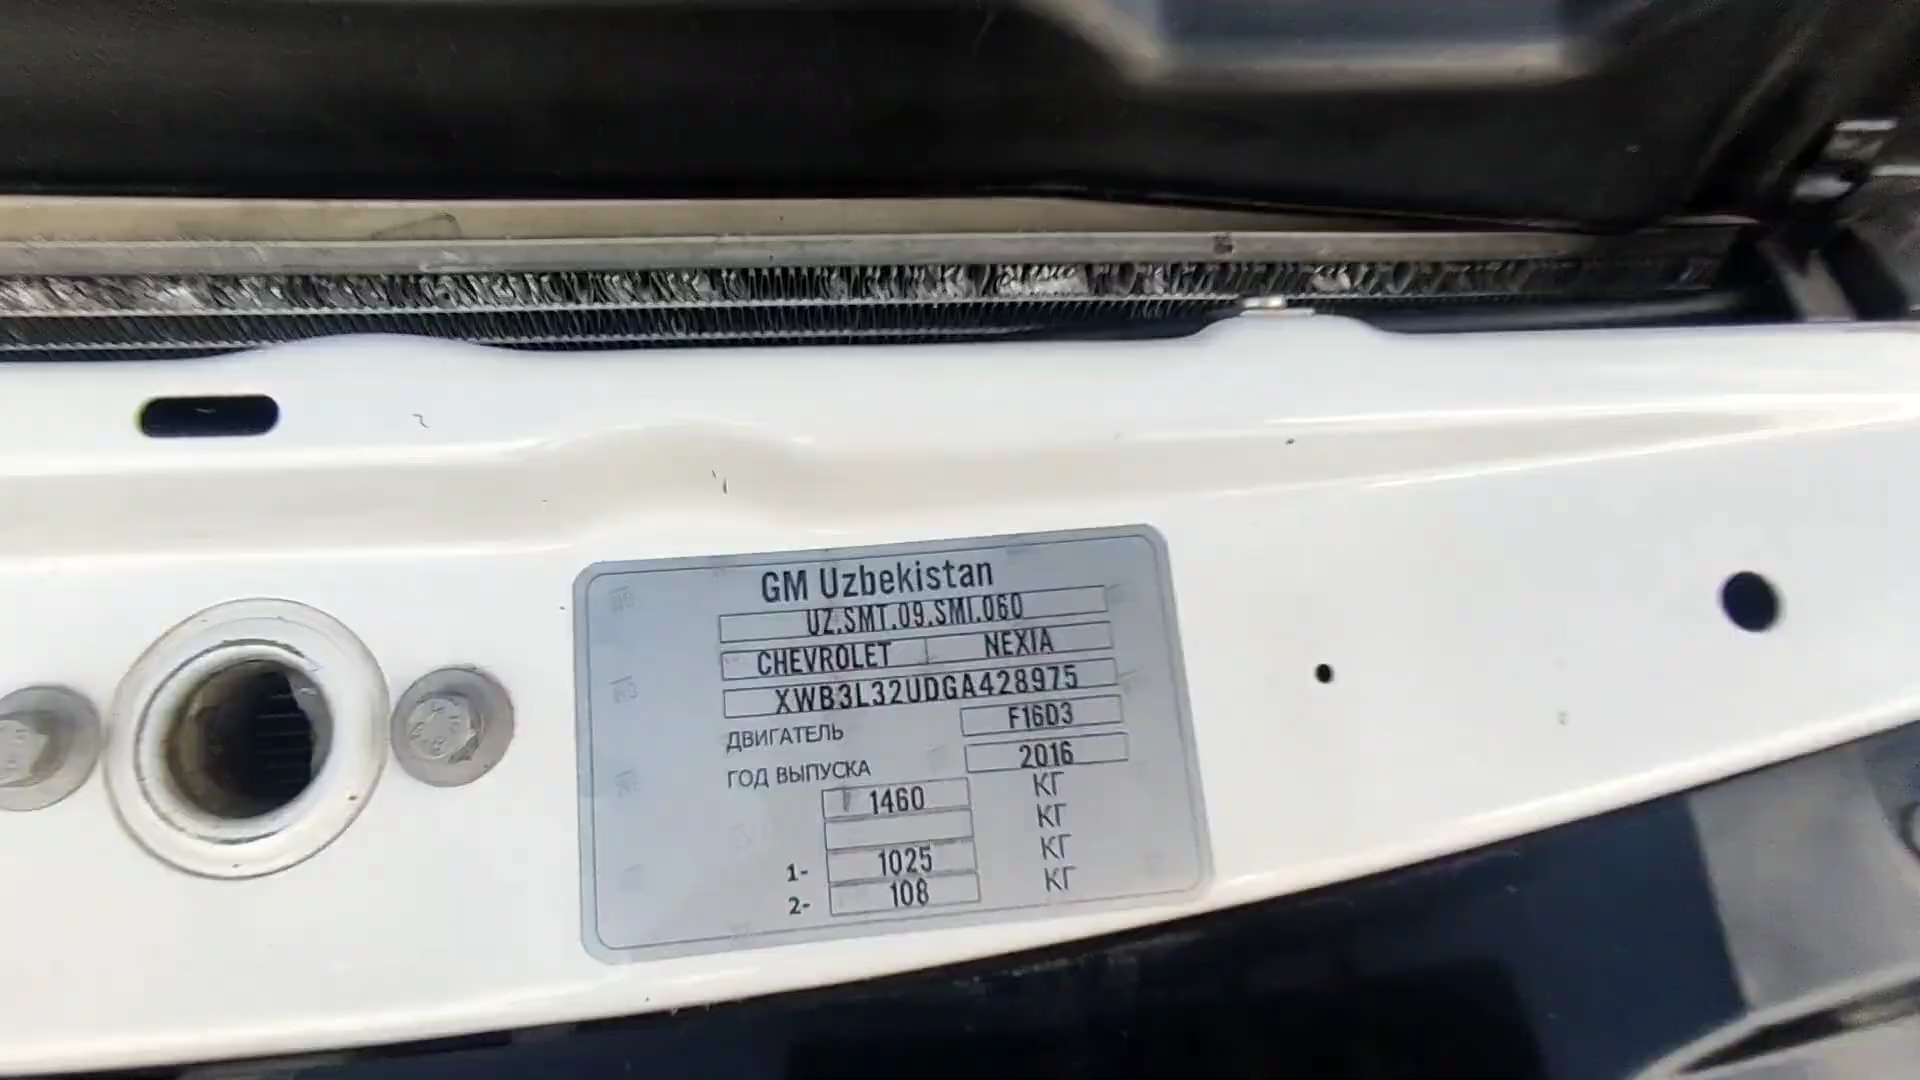 GM Uzbekistan
UZ.SMT.09.SMI.060
CHEVROLET NEXIA
XWB3L32UDGA428975
ДВИГАТЕЛЬ F16D3
ГОД ВЫПУСКА 2016
1460 КГ
КГ
1- 1025 КГ
2- 108 КГ